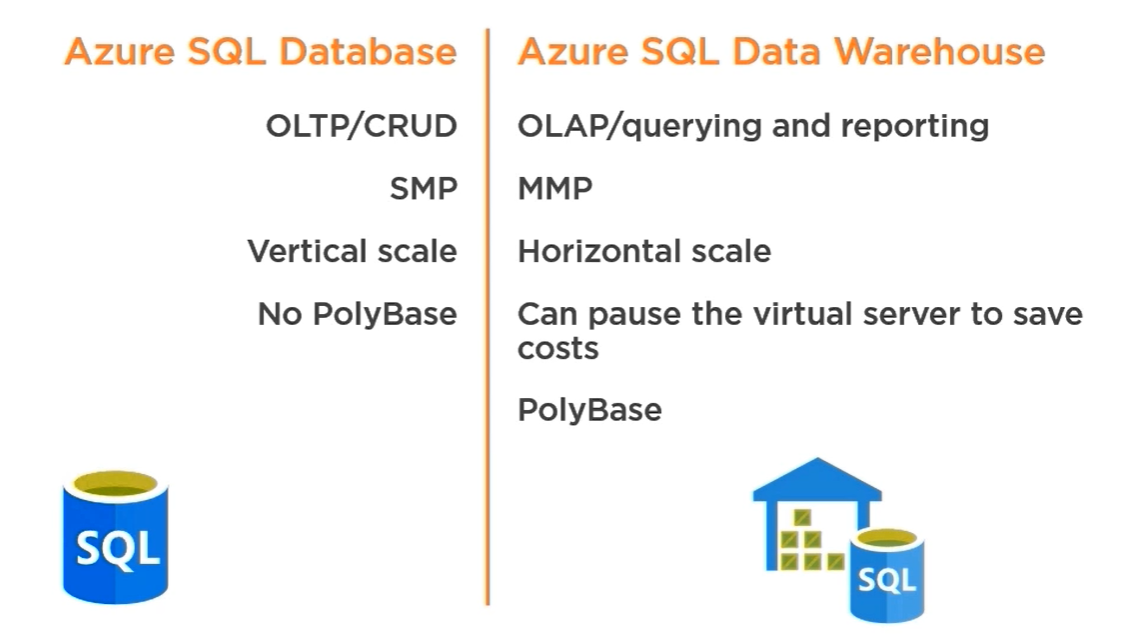 Azure SQL Database
OLTP/CRUD
SMP
Vertical scale
No PolyBase
SQL
Azure SQL Data Warehouse
OLAP/querying and reporting
MMP
Horizontal scale
Can pause the virtual server to save
costs
PolyBase
SQL